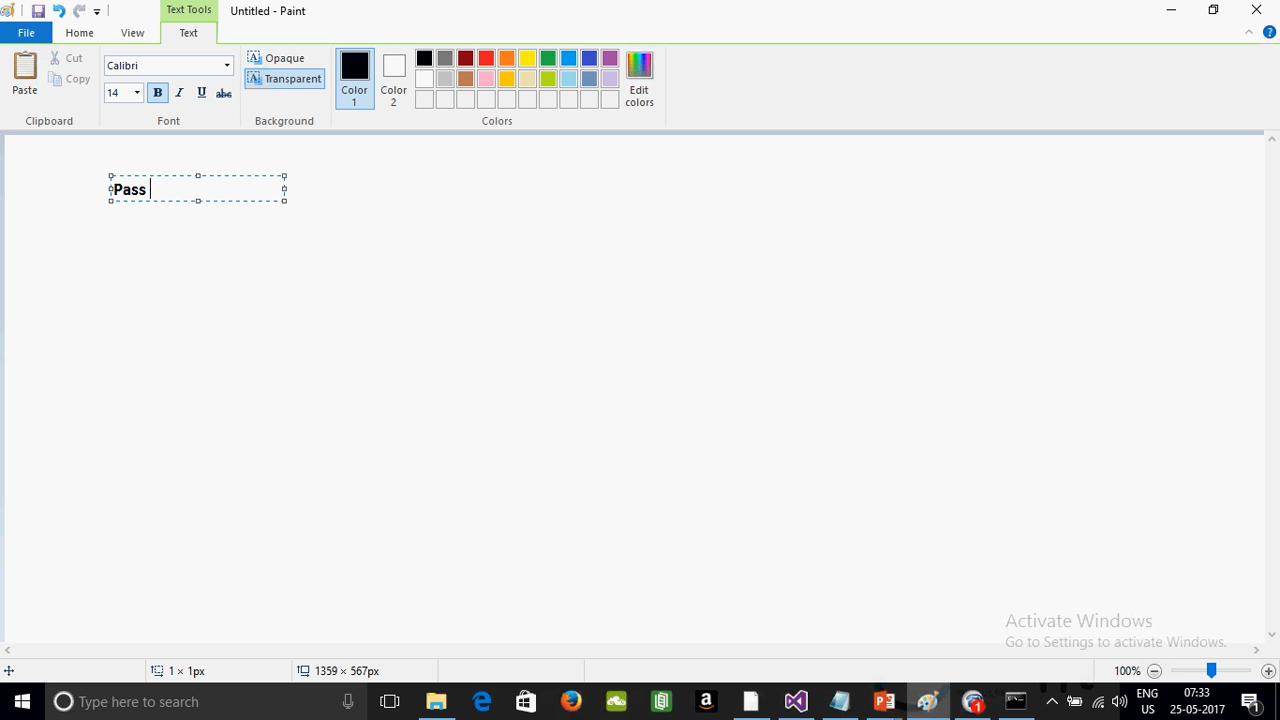 Text Tools
Untitled - Paint
File
Home
View
Text
Paste
Cut
Copy
Clipboard
Calibri
14
B
I
U
abc
Font
Opaque
Transparent
Background
Color
1
Color
2
Edit
colors
Colors
Pass
Activate Windows
Go to Settings to activate Windows.
1 × 1px
1359 × 567px
100%
Type here to search
ENG
US
07:33
25-05-2017